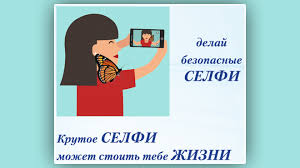 делай
безопасные
СЕЛФИ
Крутое СЕЛФИ
может стоить тебе ЖИЗНИ